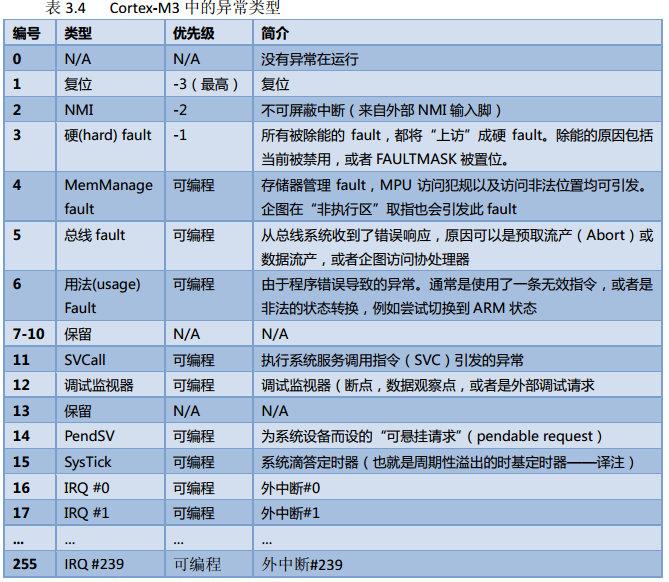 表 3.4 Cortex-M3 中的异常类型
编号 类型 优先级 简介
0 N/A N/A 没有异常在运行
1 复位 -3（最高） 复位
2 NMI -2 不可屏蔽中断（来自外部 NMI 输入脚）
3 硬(hard) fault -1 所有被除能的 fault，都将“上访”成硬 fault。除能的原因包括
当前被禁用，或者 FAULTMASK 被置位。
4 MemManage 可编程 存储器管理 fault，MPU 访问犯规以及访问非法位置均可引发。
fault 企图在“非执行区”取指也会引发此 fault
5 总线 fault 可编程 从总线系统收到了错误响应，原因可以是预取流产（Abort）或
数据流产，或者企图访问协处理器
6 用法(usage) 可编程 由于程序错误导致的异常。通常是使用了一条无效指令，或者是
Fault 非法的状态转换，例如尝试切换到 ARM 状态
7-10 保留 N/A N/A
11 SVCall 可编程 执行系统服务调用指令（SVC）引发的异常
12 调试监视器 可编程 调试监视器（断点，数据观察点，或者是外部调试请求
13 保留 N/A N/A
14 PendSV 可编程 为系统设备而设的“可悬挂请求”（pendable request）
15 SysTick 可编程 系统滴答定时器（也就是周期性溢出的时基定时器——译注）
16 IRQ #0 可编程 外中断#0
17 IRQ #1 可编程 外中断#1
... ... ... ...
255 IRQ #239 可编程 外中断#239